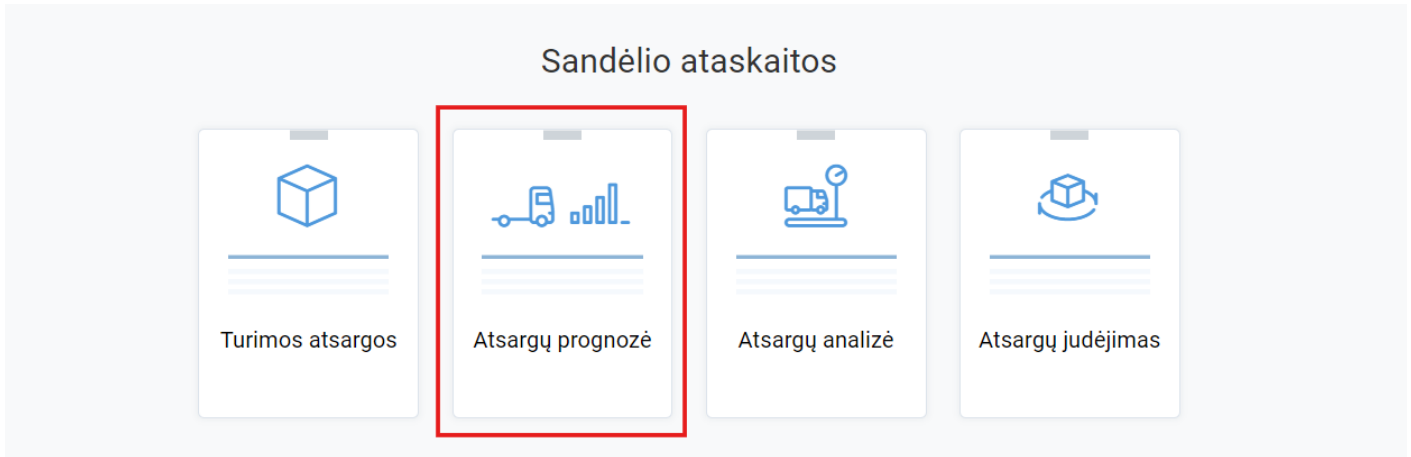 Sandėlio ataskaitos
Turimos atsargos
Atsargų prognozė
Atsargų analizė
Atsargų judėjimas